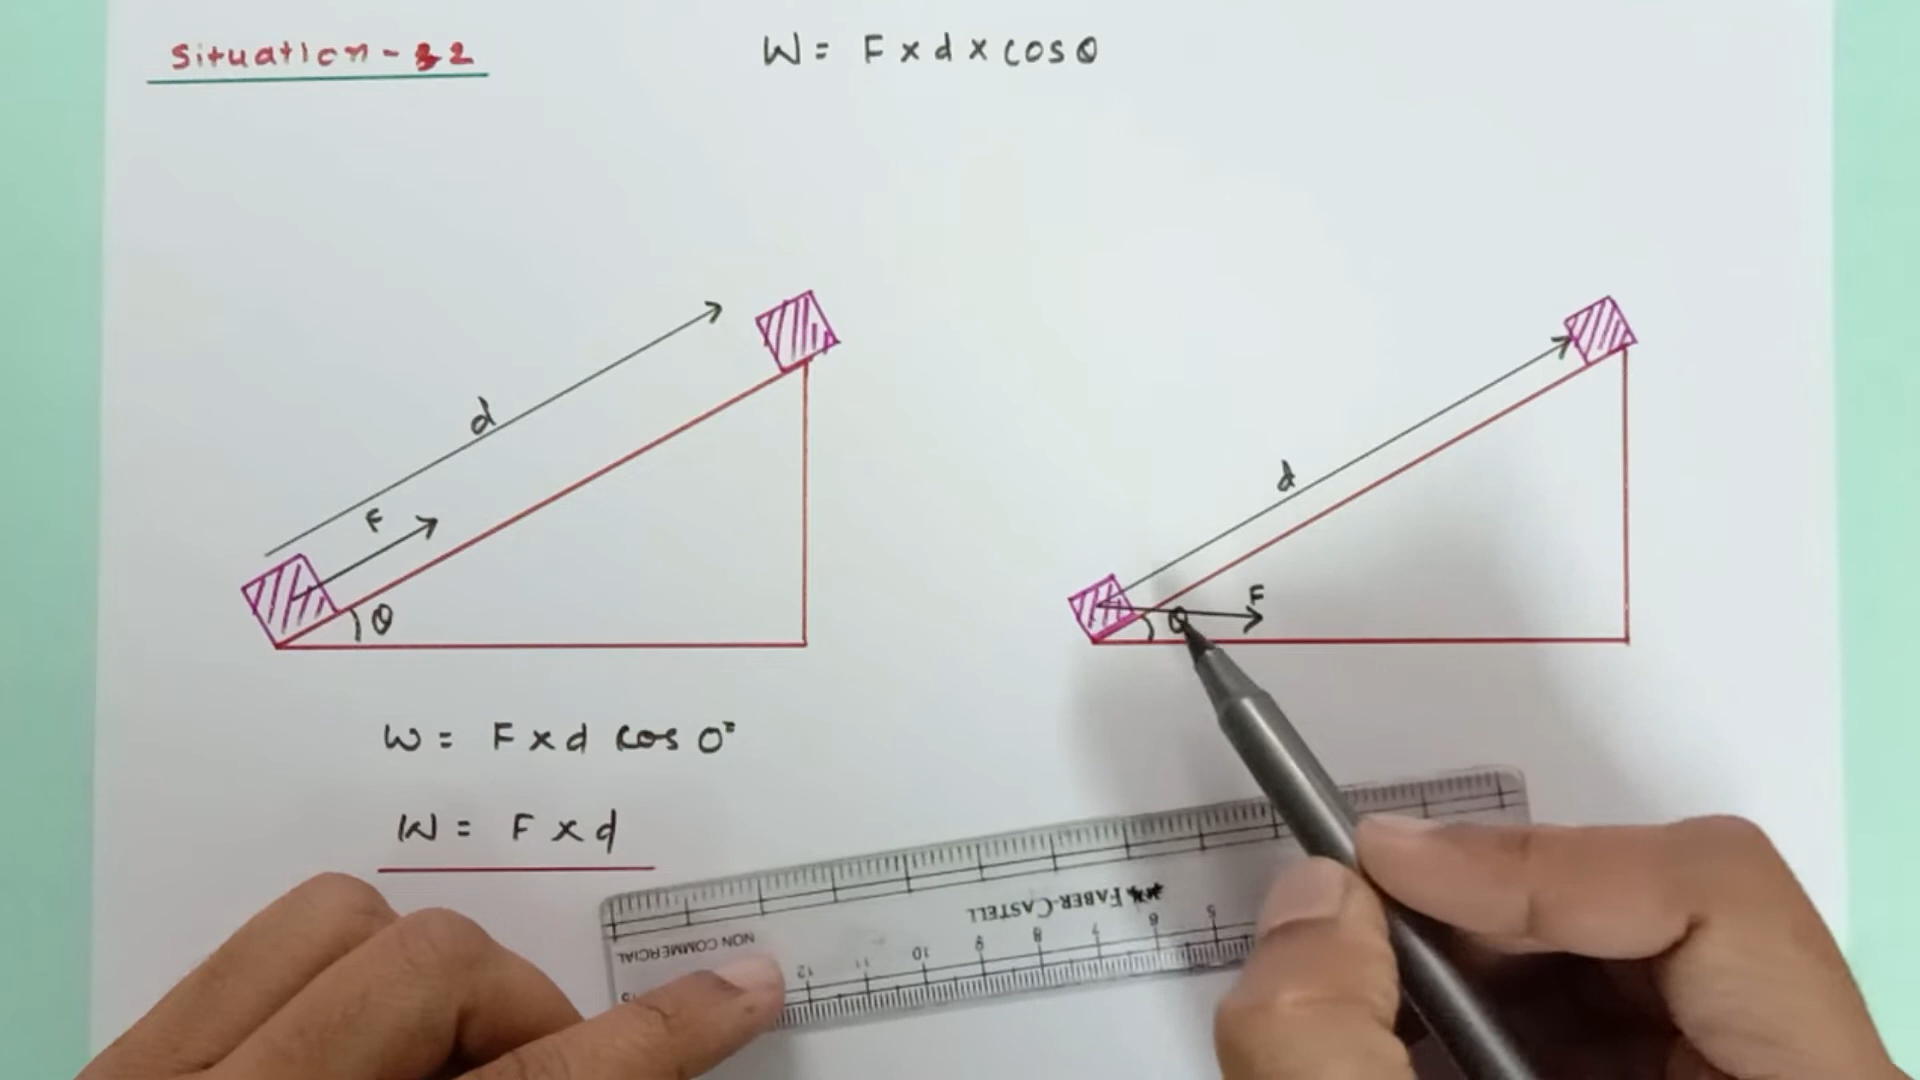 Situation - 2
W = F x d x cos θ
d
F
θ
d
F
θ
W = F x d cos 0°
W = F x d
FABER-CASTELL
NON COMMERCIAL
12 11 10 9 8 7 6 5